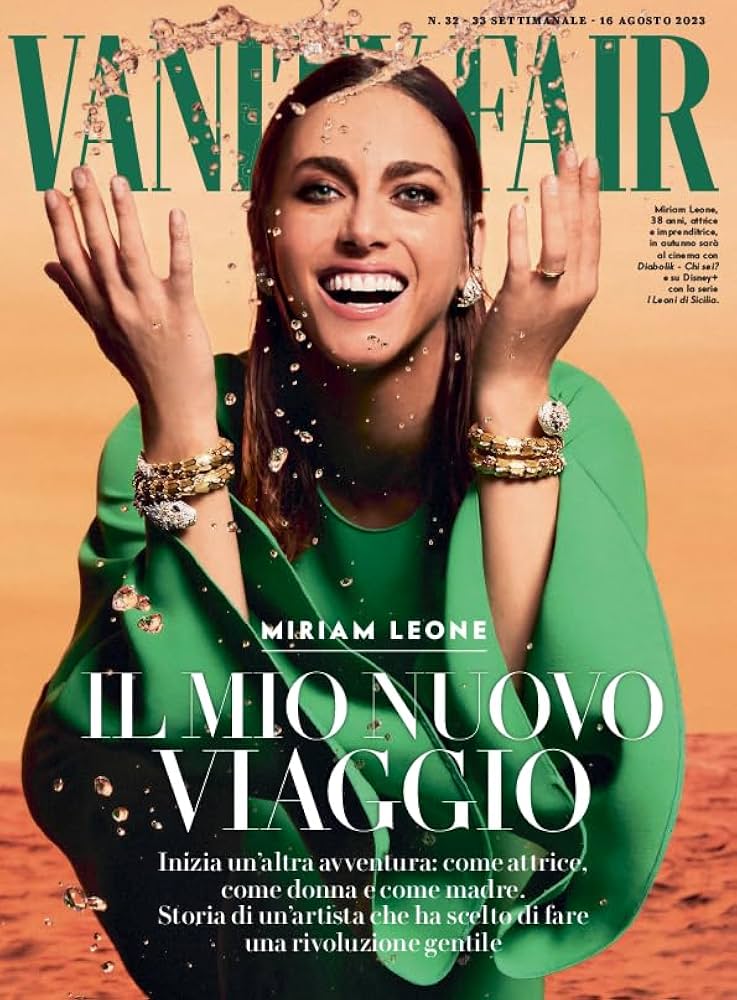 N. 32 - 33 SETTIMANALE - 16 AGOSTO 2023
VANITY FAIR
Miriam Leone,
38 anni, attrice
e imprenditrice,
in autunno sarà
al cinema con
Diabolik - Chi sei?
e su Disney+
con la serie
I Leoni di Sicilia.
MIRIAM LEONE
IL MIO NUOVO
VIAGGIO
Inizia un'altra avventura: come attrice,
come donna e come madre.
Storia di un'artista che ha scelto di fare
una rivoluzione gentile